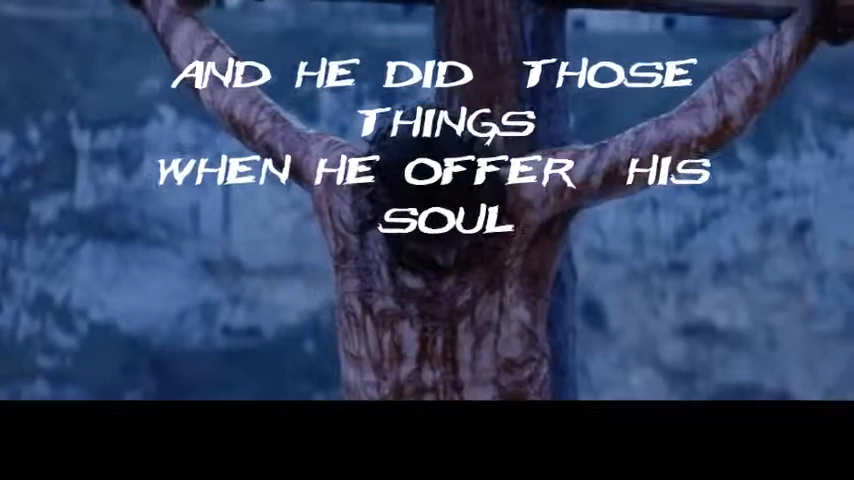 AND HE DID THOSE
THINGS
WHEN HE OFFER HIS
SOUL